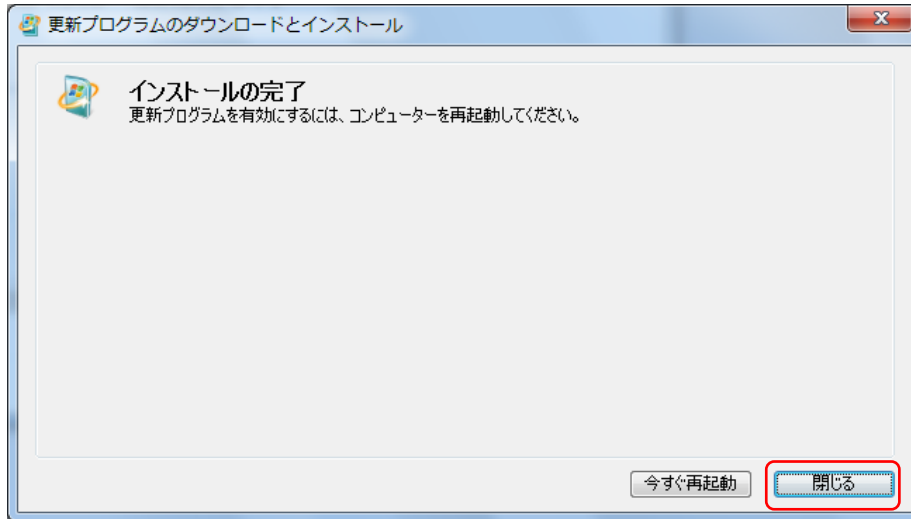 更新プログラムのダウンロードとインストール
インストールの完了
更新プログラムを有効にするには、コンピューターを再起動してください。
今すぐ再起動
閉じる